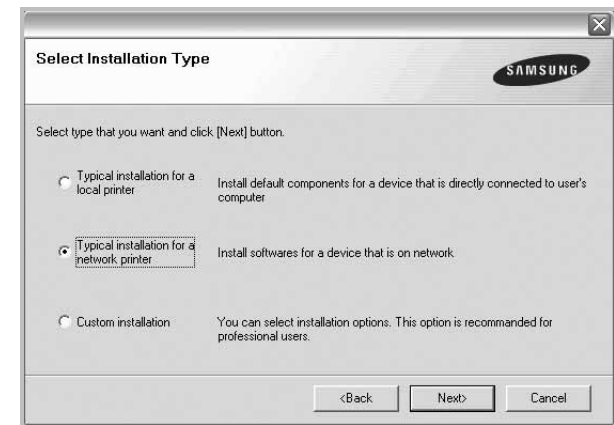 Select Installation Type
SAMSUNG
Select type that you want and click [Next] button.
Typical installation for a
local printer
Install default components for a device that is directly connected to user's
computer
Typical installation for a
network printer
Install softwares for a device that is on network
Custom installation
You can select installation options. This option is recommanded for
professional users.
<Back
Next>
Cancel